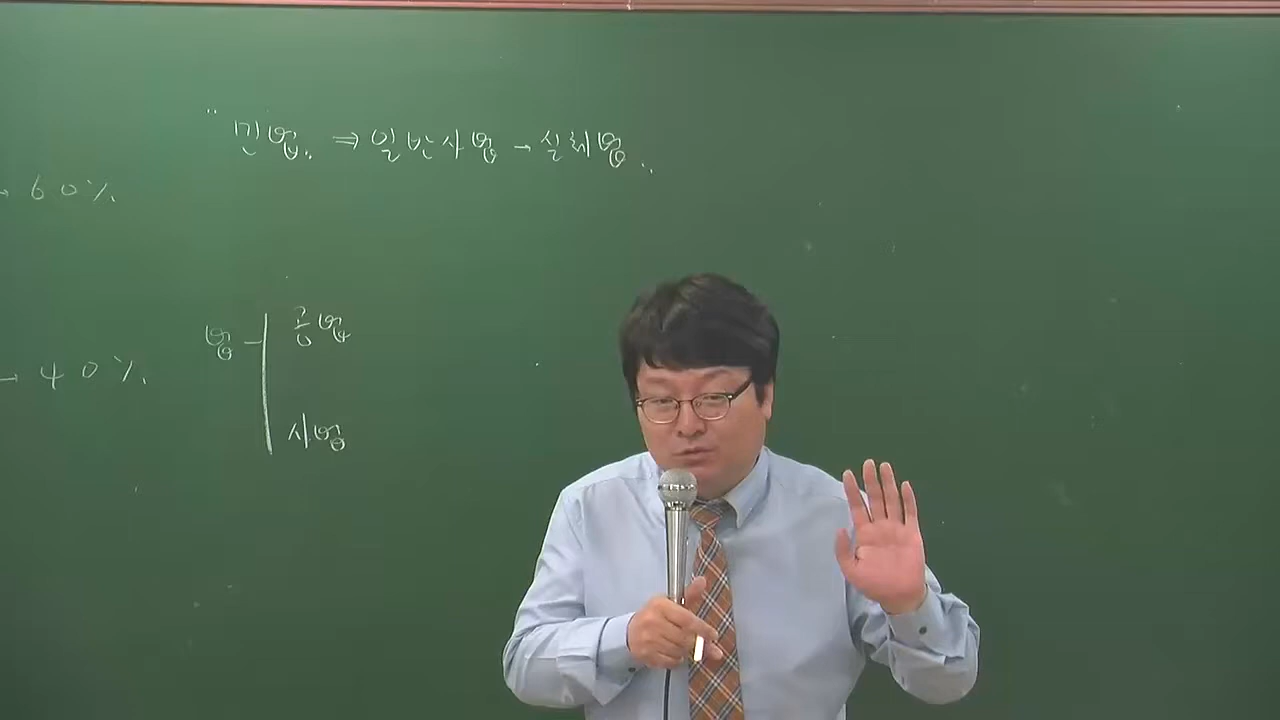 "민법.. ⇒ 일반사법 → 실체법..
→ 60%.
법 공법
→ 40%.
사법